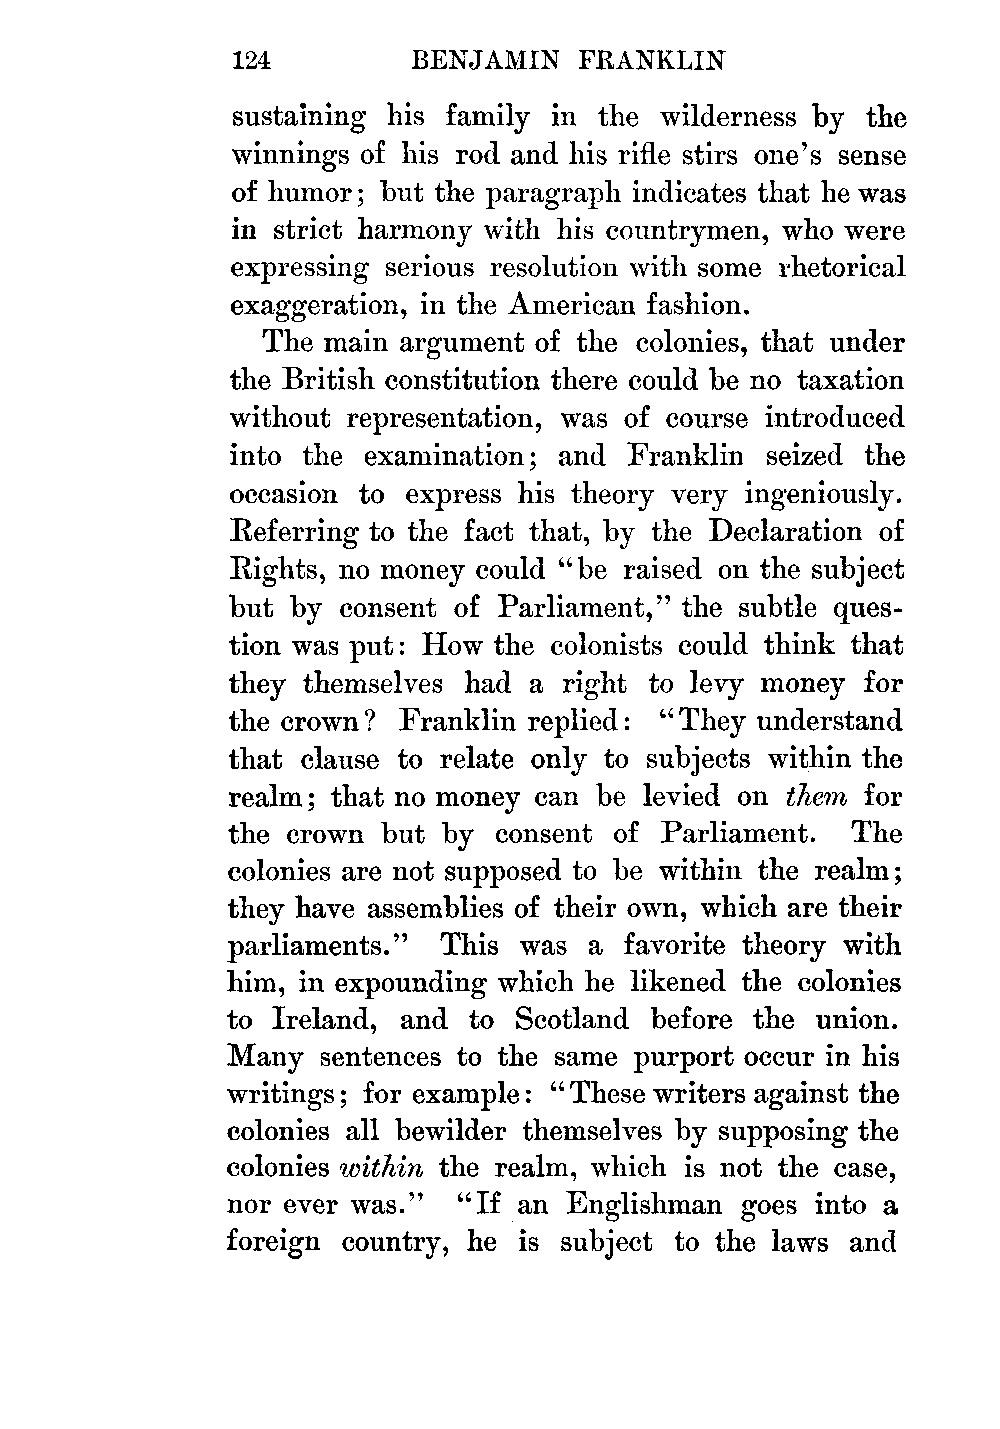 124 BENJAMIN FRANKLIN
sustaining his family in the wilderness by the
winnings of his rod and his rifle stirs one's sense
of humor; but the paragraph indicates that he was
in strict harmony with his countrymen, who were
expressing serious resolution with some rhetorical
exaggeration, in the American fashion.
The main argument of the colonies, that under
the British constitution there could be no taxation
without representation, was of course introduced
into the examination; and Franklin seized the
occasion to express his theory very ingeniously.
Referring to the fact that, by the Declaration of
Rights, no money could "be raised on the subject
but by consent of Parliament," the subtle ques-
tion was put: How the colonists could think that
they themselves had a right to levy money for
the crown? Franklin replied: "They understand
that clause to relate only to subjects within the
realm; that no money can be levied on them for
the crown but by consent of Parliament. The
colonies are not supposed to be within the realm;
they have assemblies of their own, which are their
parliaments." This was a favorite theory with
him, in expounding which he likened the colonies
to Ireland, and to Scotland before the union.
Many sentences to the same purport occur in his
writings; for example: "These writers against the
colonies all bewilder themselves by supposing the
colonies within the realm, which is not the case,
nor ever was." "If an Englishman goes into a
foreign country, he is subject to the laws and